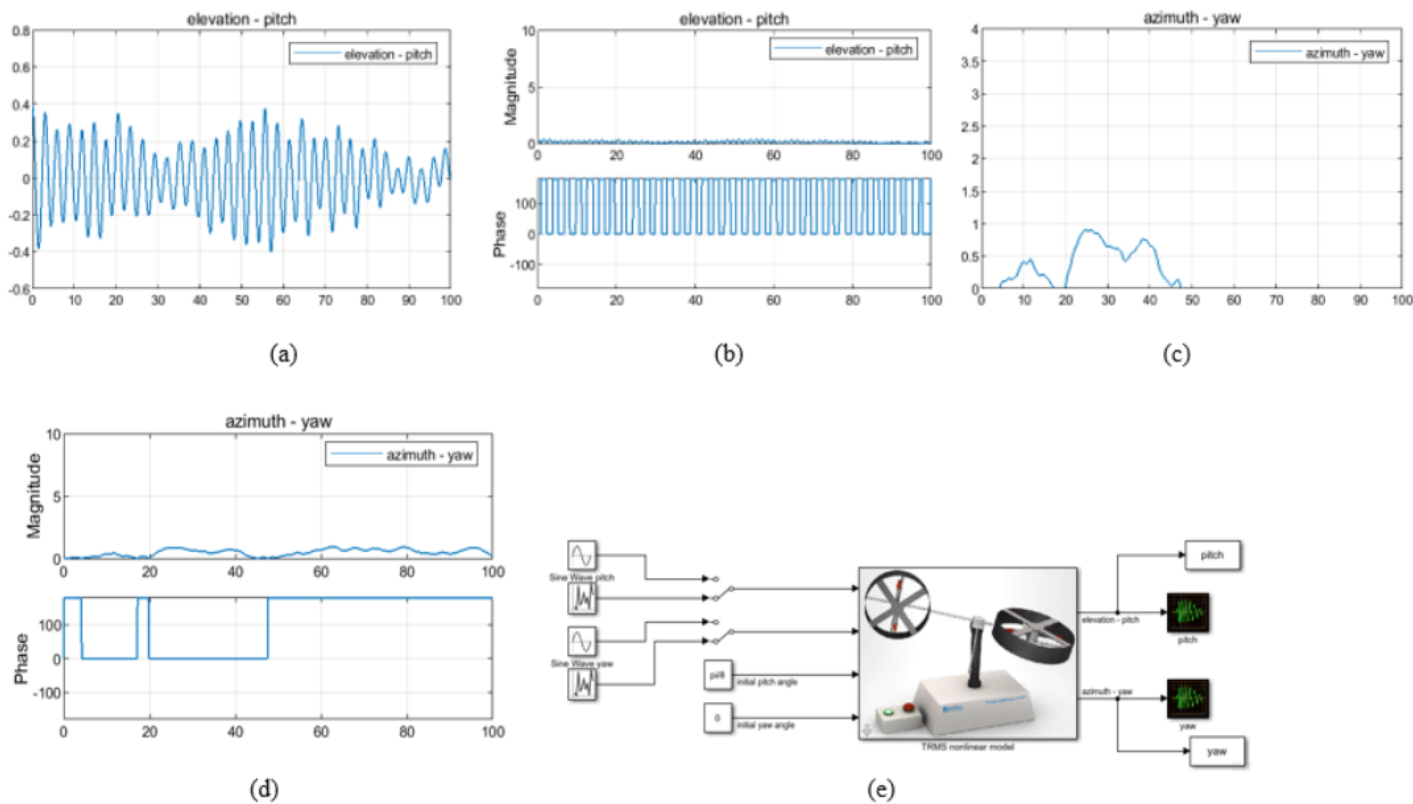 elevation - pitch
0.8
elevation - pitch
0.6
0.4
0.2
0
-0.2
-0.4
-0.6
0 10 20 30 40 50 60 70 80 90 100
(a)
elevation - pitch
10
elevation - pitch
Magnitude
5
0
0 20 40 60 80 100
100
Phase
0
-100
0 20 40 60 80 100
(b)
azimuth - yaw
4
azimuth - yaw
3.5
3
2.5
2
1.5
1
0.5
0
0 10 20 30 40 50 60 70 80 90 100
(c)
azimuth - yaw
10
azimuth - yaw
Magnitude
5
0
0 20 40 60 80 100
100
Phase
0
-100
0 20 40 60 80 100
(d)
Sine Wave pitch
Sine Wave yaw
pi/8
initial pitch angle
0
initial yaw angle
TRMS nonlinear model
elevation - pitch
pitch
pitch
azimuth - yaw
yaw
yaw
(e)